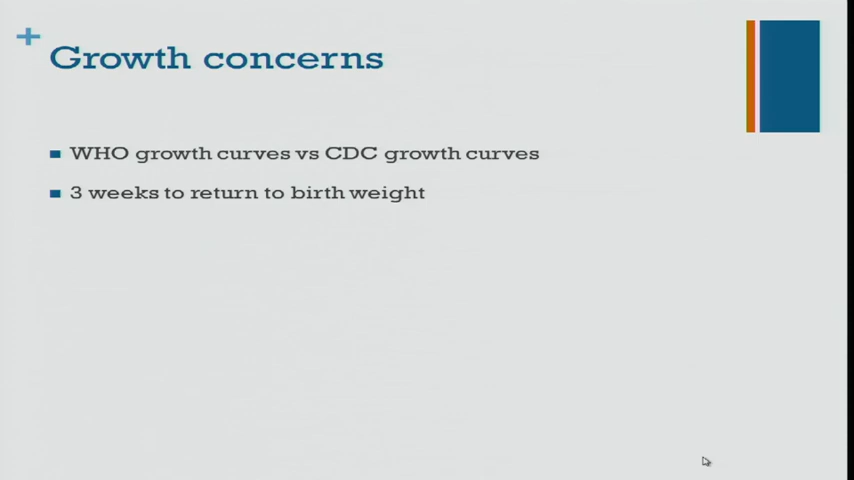 +
Growth concerns
WHO growth curves vs CDC growth curves
3 weeks to return to birth weight